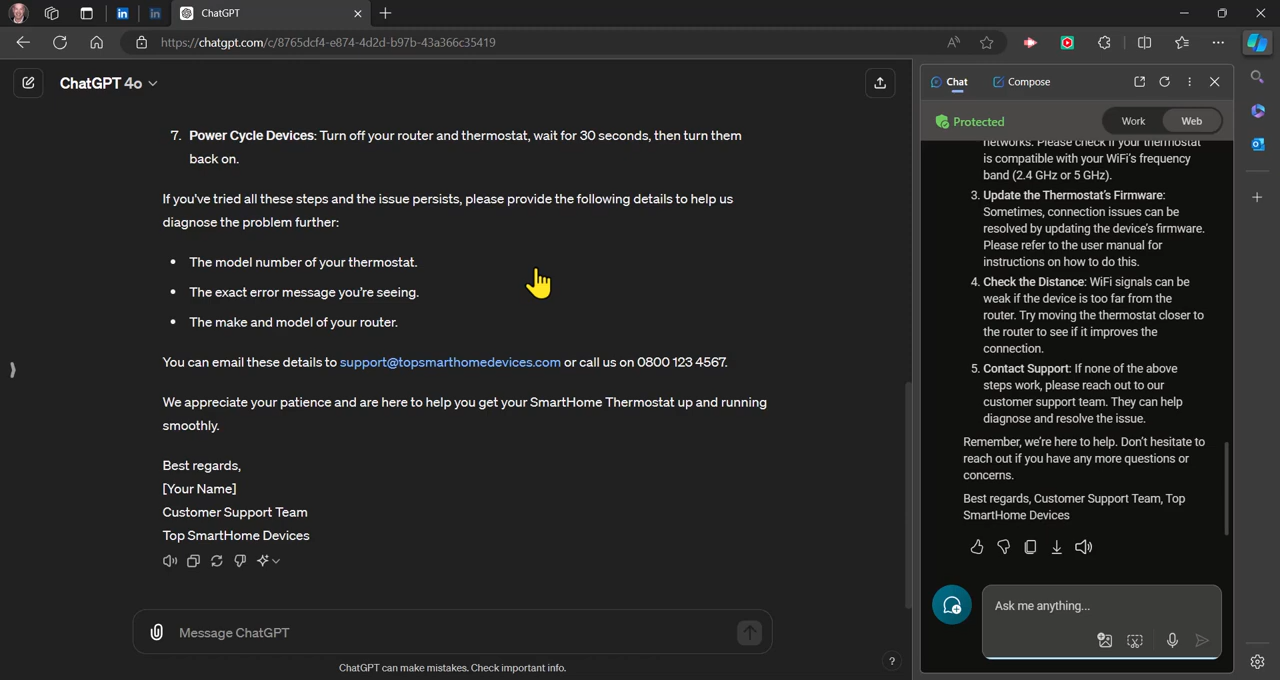 ChatGPT
https://chatgpt.com/c/8765dcf4-e874-4d2d-b97b-43a366c35419
ChatGPT 4o
7. Power Cycle Devices: Turn off your router and thermostat, wait for 30 seconds, then turn them
back on.
If you've tried all these steps and the issue persists, please provide the following details to help us
diagnose the problem further:
• The model number of your thermostat.
• The exact error message you're seeing.
• The make and model of your router.
You can email these details to support@topsmarthomedevices.com or call us on 0800 123 4567.
We appreciate your patience and are here to help you get your SmartHome Thermostat up and running
smoothly.
Best regards,
[Your Name]
Customer Support Team
Top SmartHome Devices
Message ChatGPT
ChatGPT can make mistakes. Check important info.
?
Chat
Compose
Protected
Work
Web
networks. Please check if your thermostat
is compatible with your WiFi's frequency
band (2.4 GHz or 5 GHz).
3. Update the Thermostat's Firmware:
Sometimes, connection issues can be
resolved by updating the device's firmware.
Please refer to the user manual for
instructions on how to do this.
4. Check the Distance: WiFi signals can be
weak if the device is too far from the
router. Try moving the thermostat closer to
the router to see if it improves the
connection.
5. Contact Support: If none of the above
steps work, please reach out to our
customer support team. They can help
diagnose and resolve the issue.
Remember, we're here to help. Don't hesitate to
reach out if you have any more questions or
concerns.
Best regards, Customer Support Team, Top
SmartHome Devices
Ask me anything...